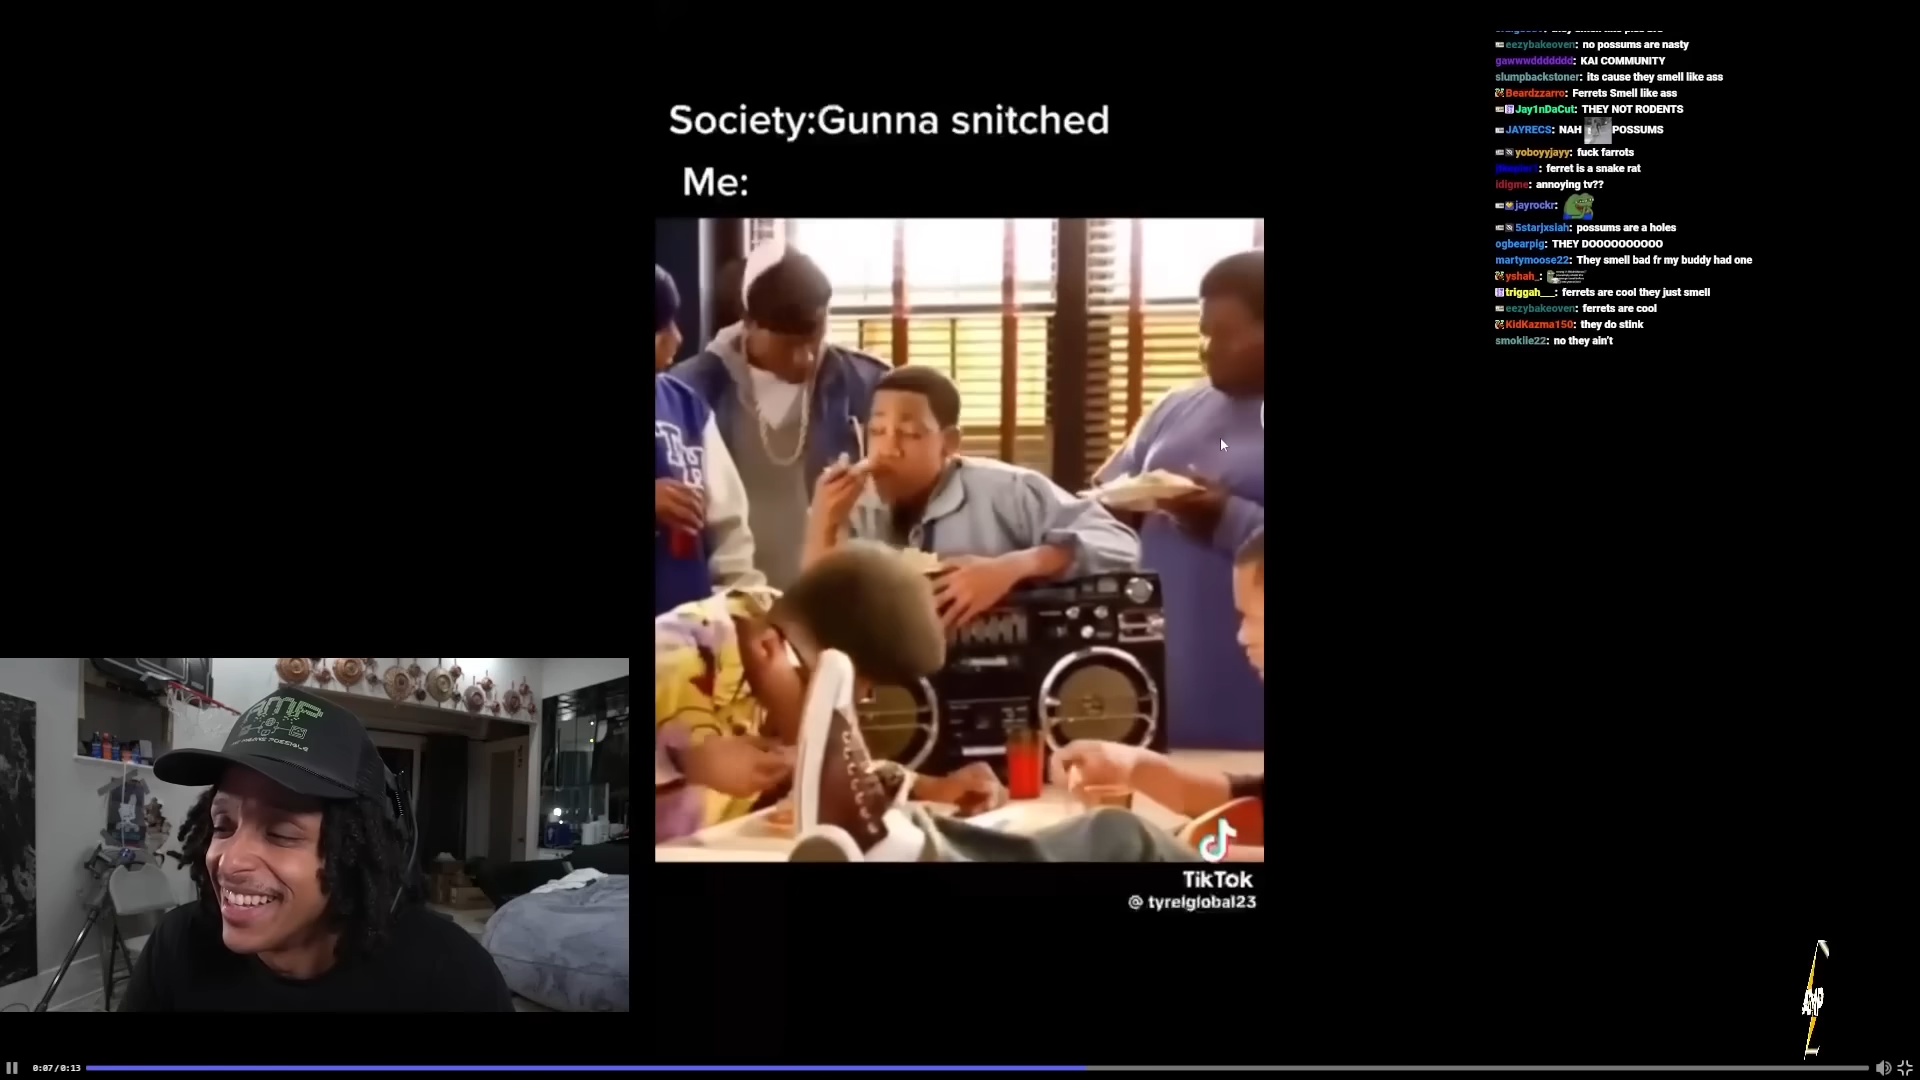 Society:Gunna snitched
Me:
eezybakeoven: no possums are nasty
gawwwddddddd: KAI COMMUNITY
slumpbackstoner: its cause they smell like ass
Beardzzarro: Ferrets Smell like ass
Jay1nDaCut: THEY NOT RODENTS
JAYRECS: NAH POSSUMS
yoboyyjayy: fuck farrots
: ferret is a snake rat
idigme: annoying tv??
jayrockr:
5starjxsiah: possums are a holes
ogbearpig: THEY DOOOOOOOOOO
martymoose22: They smell bad fr my buddy had one
yshah_:
triggah___: ferrets are cool they just smell
eezybakeoven: ferrets are cool
KidKazma150: they do stink
smoklie22: no they ain't
AMP
TikTok
@ tyrelglobal23
0:07/0:13